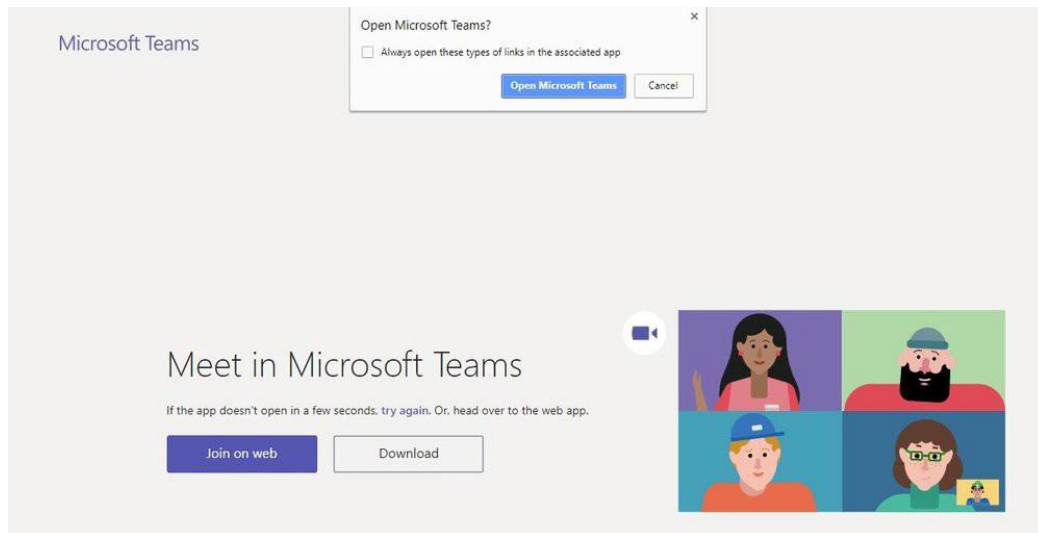 Microsoft Teams
Open Microsoft Teams?
Always open these types of links in the associated app
Open Microsoft Teams
Cancel
Meet in Microsoft Teams
If the app doesn't open in a few seconds, try again. Or, head over to the web app.
Join on web
Download